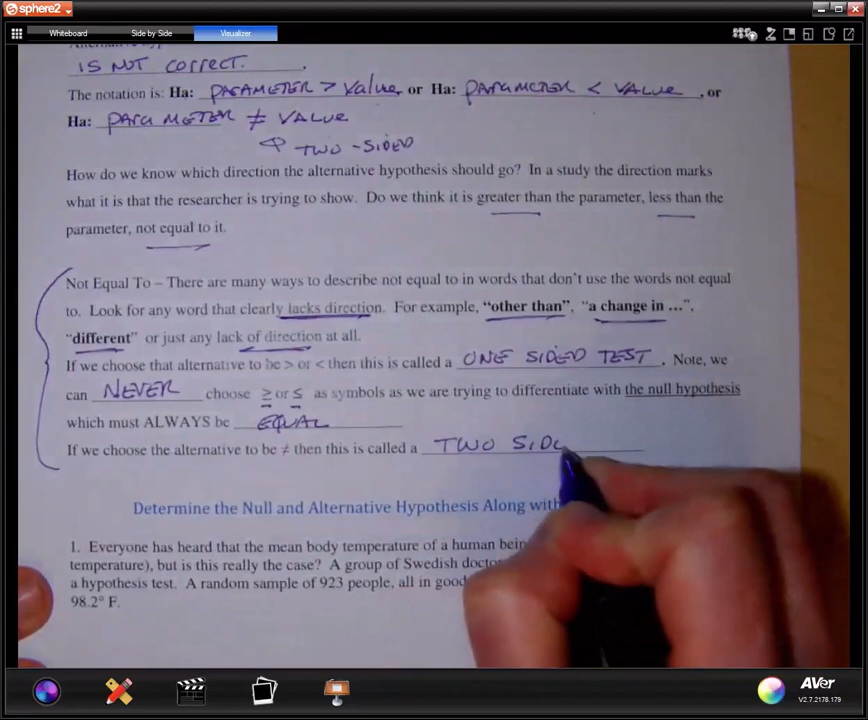 sphere2
Whiteboard Side by Side Visualizer
IS NOT CORRECT.
The notation is: Ha: PARAMETER > Value, or Ha: PARAMETER < VALUE, or
Ha: PARAMETER ≠ VALUE
TWO-SIDED
How do we know which direction the alternative hypothesis should go? In a study the direction marks
what it is that the researcher is trying to show. Do we think it is greater than the parameter, less than the
parameter, not equal to it.
Not Equal To – There are many ways to describe not equal to in words that don't use the words not equal
to. Look for any word that clearly lacks direction. For example, "other than", "a change in …",
"different" or just any lack of direction at all.
If we choose that alternative to be > or < then this is called a ONE SIDED TEST. Note, we
can NEVER choose ≥ or ≤ as symbols as we are trying to differentiate with the null hypothesis
which must ALWAYS be EQUAL
If we choose the alternative to be ≠ then this is called a TWO SIDE
Determine the Null and Alternative Hypothesis Along with
1. Everyone has heard that the mean body temperature of a human bein
temperature), but is this really the case? A group of Swedish docto
a hypothesis test. A random sample of 923 people, all in good
98.2° F.
AVer
V2.7.2178.179